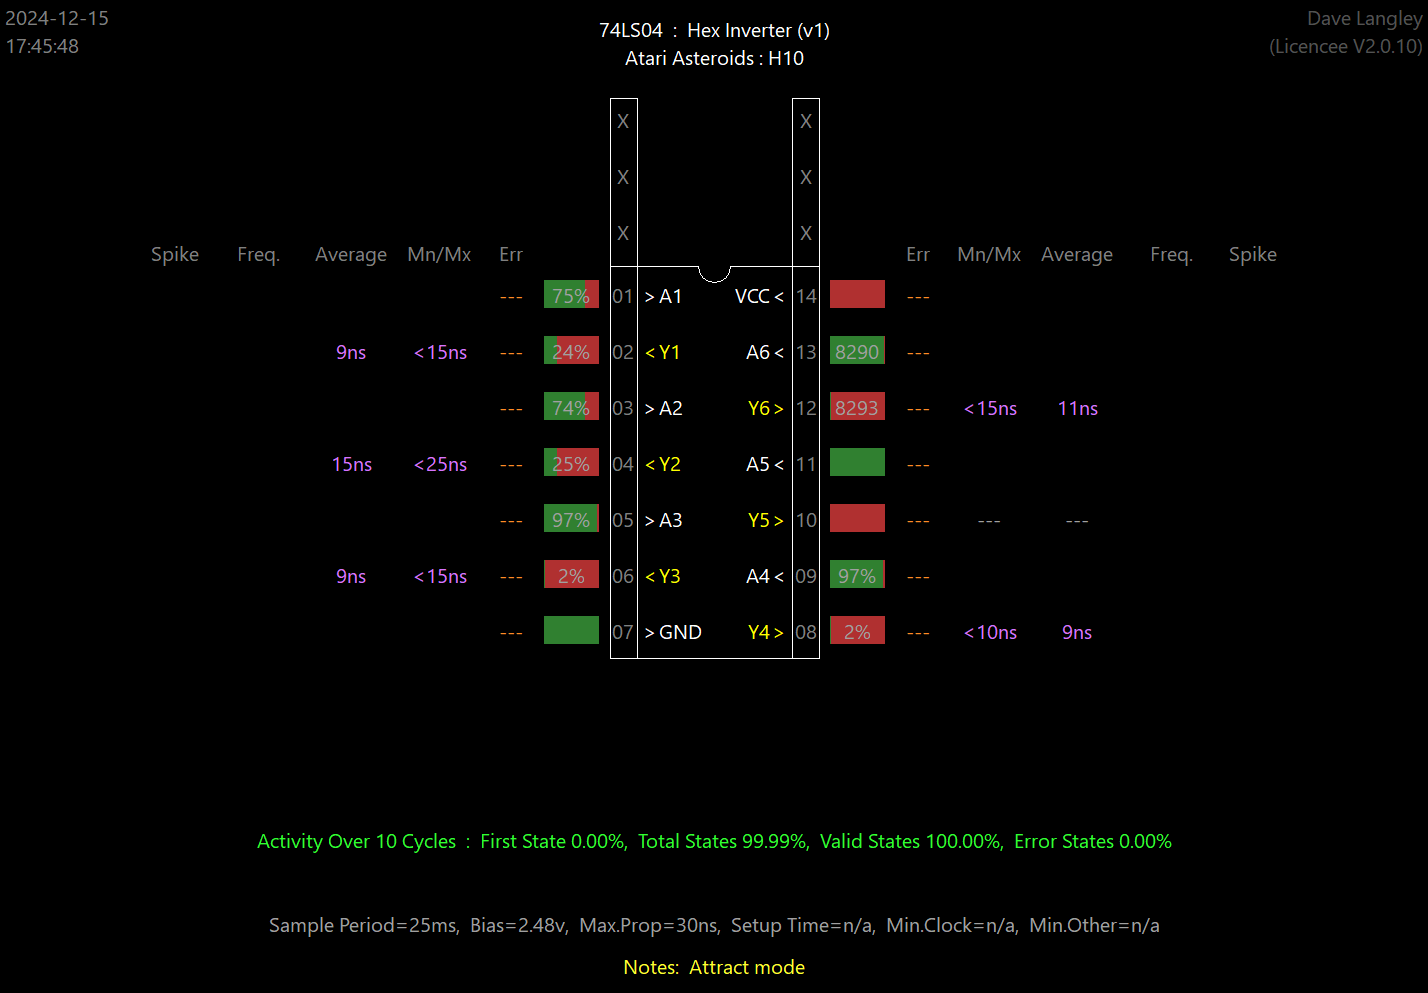 2024-12-15
17:45:48
74LS04 : Hex Inverter (v1)
Atari Asteroids : H10
Dave Langley
(Licencee V2.0.10)
X X
X X
X X
Spike Freq. Average Mn/Mx Err Err Mn/Mx Average Freq. Spike
--- 75% 01 >A1 VCC< 14 ---
9ns <15ns --- 24% 02 <Y1 A6< 13 8290 ---
--- 74% 03 >A2 Y6> 12 8293 --- <15ns 11ns
15ns <25ns --- 25% 04 <Y2 A5< 11 ---
--- 97% 05 >A3 Y5> 10 --- --- ---
9ns <15ns --- 2% 06 <Y3 A4< 09 97% ---
--- 07 >GND Y4> 08 2% --- <10ns 9ns
Activity Over 10 Cycles : First State 0.00%, Total States 99.99%, Valid States 100.00%, Error States 0.00%
Sample Period=25ms, Bias=2.48v, Max.Prop=30ns, Setup Time=n/a, Min.Clock=n/a, Min.Other=n/a
Notes: Attract mode